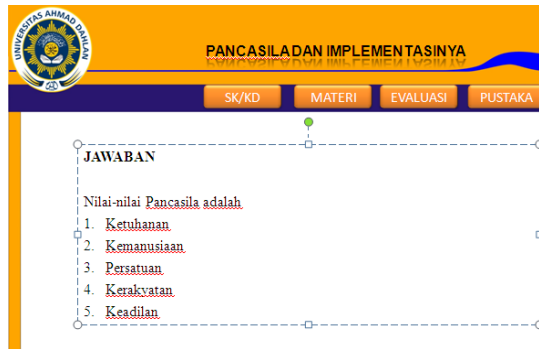 UNIVERSITAS AHMAD DAHLAN
PANCASILA DAN IMPLEMENTASINYA
SK/KD
MATERI
EVALUASI
PUSTAKA
JAWABAN
Nilai-nilai Pancasila adalah
1. Ketuhanan
2. Kemanusiaan
3. Persatuan
4. Kerakyatan
5. Keadilan